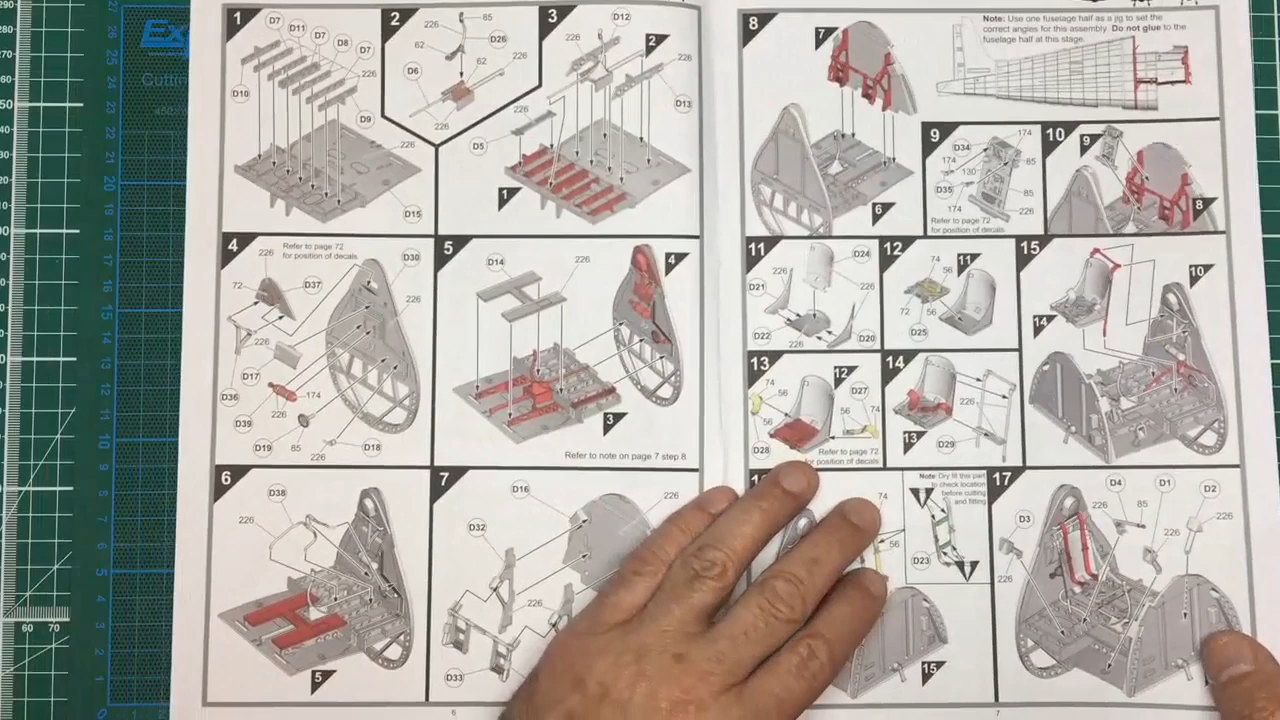 1
D7
D11
D7
D8
D7
226
D10
D9
226
D15
2
226
85
D26
62
62
D6
226
226
3
D12
226
2
226
D13
226
D5
1
4
Refer to page 72
for position of decals.
226
D30
72
D37
226
226
D17
D36
174
226
D39
D19
65
D18
226
5
D14
226
4
3
Refer to note on page 7 step 8
6
D38
226
5
7
D16
226
D32
226
D33
6
8
7
Note: Use one fuselage half as a jig to set the
correct angles for this assembly. Do not glue to the
fuselage half at this stage.
6
9
174
D34
174
85
130
D35
85
174
226
Refer to page 72
for position of decals.
10
9
8
11
D24
226
D21
226
D22
226
D20
12
74
56
11
72
56
D25
13
74
56
12
D27
56
74
56
D28
Refer to page 72
for position of decals
14
226
13
D29
15
10
14
74
56
Note Dry fit this part
to check location
before cutting
and fitting
D23
15
17
D4
D1
D2
226
85
226
D3
226
226
7
60 70